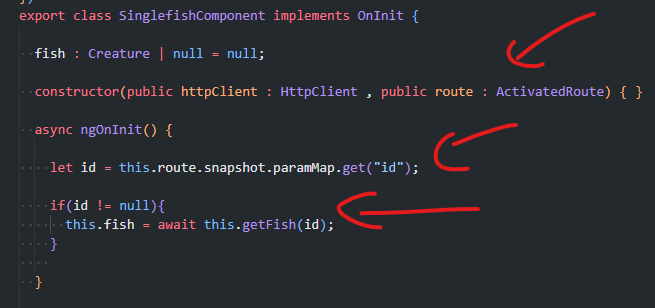 })
export class SinglefishComponent implements OnInit {
fish : Creature | null = null;
constructor(public httpClient : HttpClient , public route : ActivatedRoute) { }
async ngOnInit() {
let id = this.route.snapshot.paramMap.get("id");
if(id != null){
this.fish = await this.getFish(id);
}
}